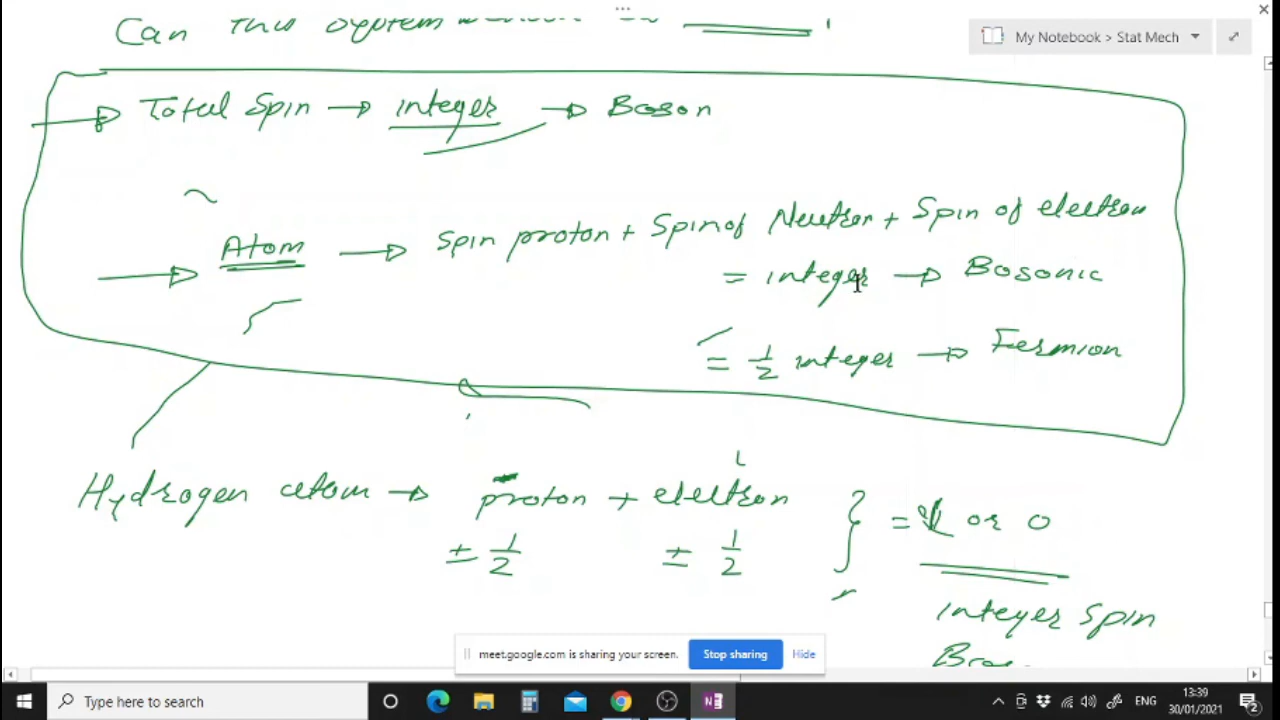 Can this system
My Notebook > Stat Mech
Total Spin → integer → Boson
Atom → Spin proton + Spin of Neutron + Spin of electron
= integer → Bosonic
= 1/2 integer → Fermion
Hydrogen atom → proton + electron } = 1 or 0
± 1/2 ± 1/2
integer spin
meet.google.com is sharing your screen. Stop sharing Hide
Type here to search
ENG
13:39
30/01/2021
2